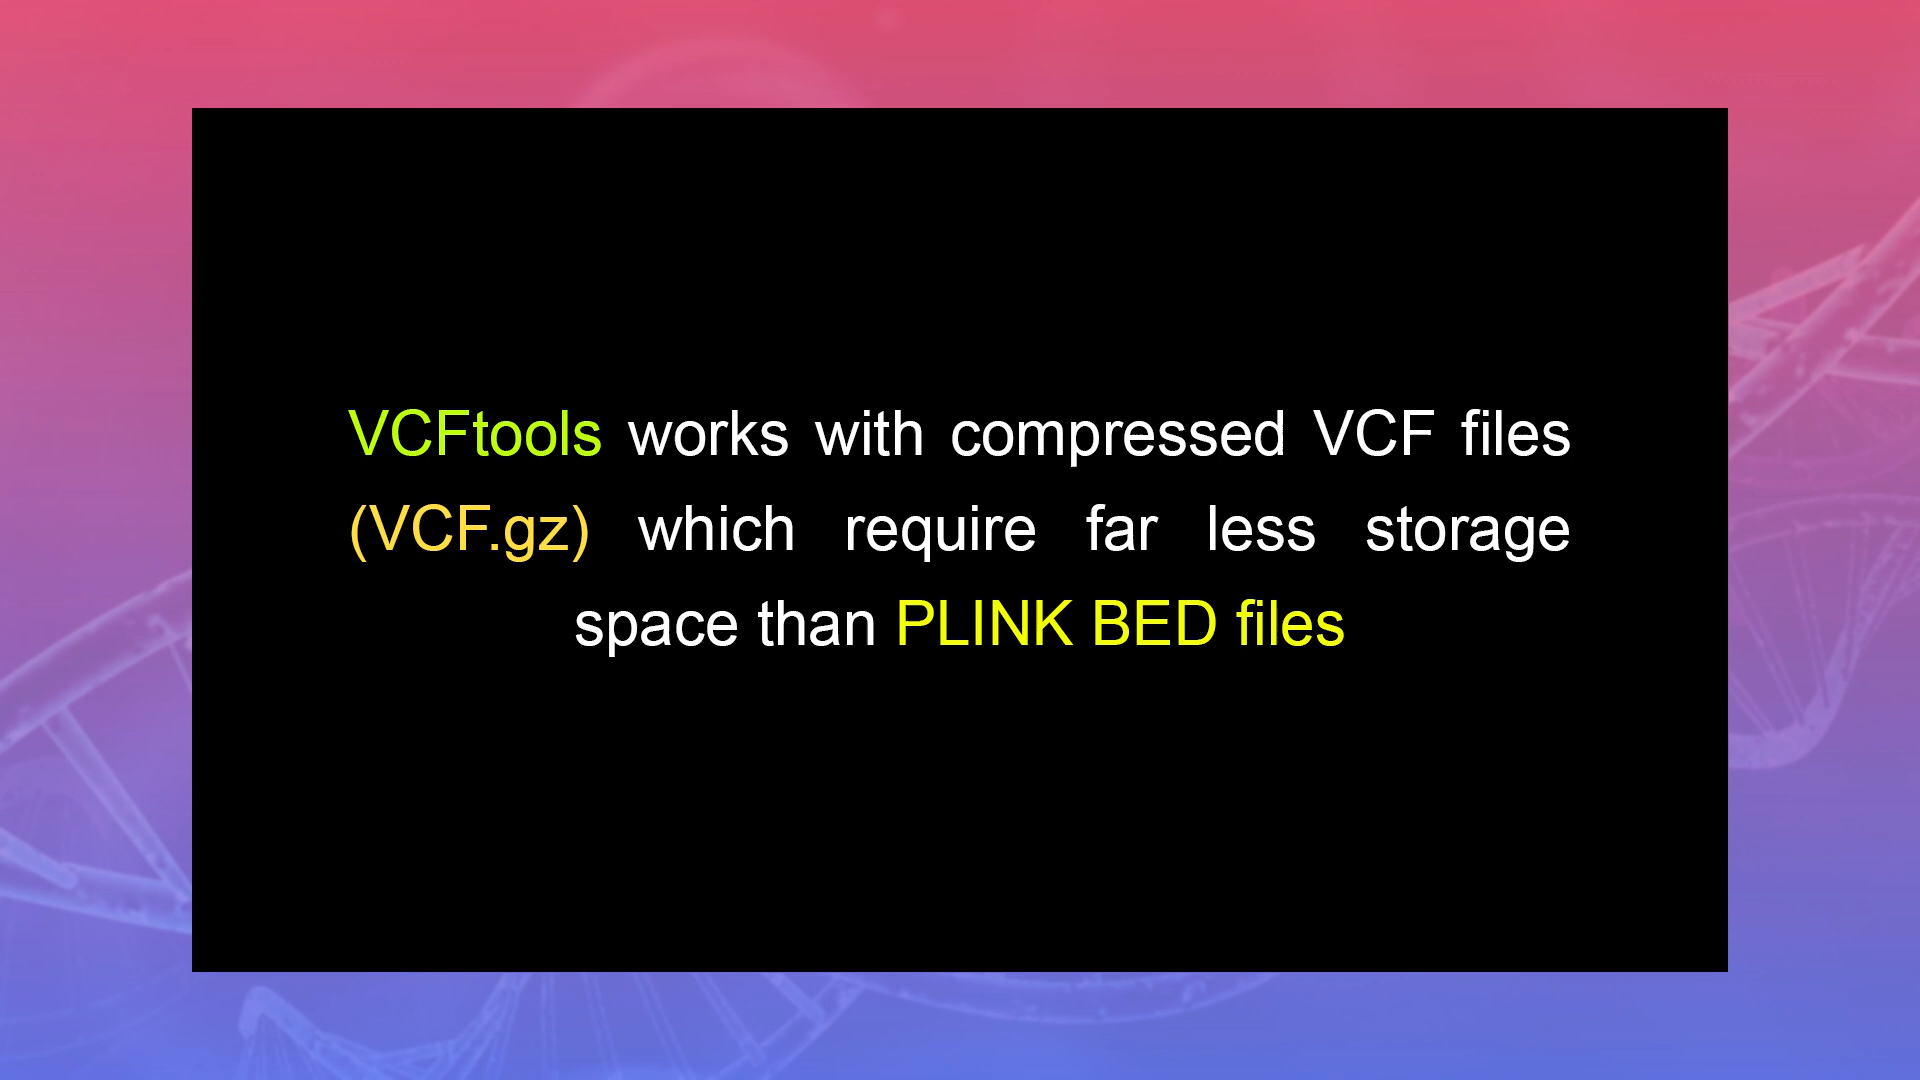 VCFtools works with compressed VCF files
(VCF.gz) which require far less storage
space than PLINK BED files